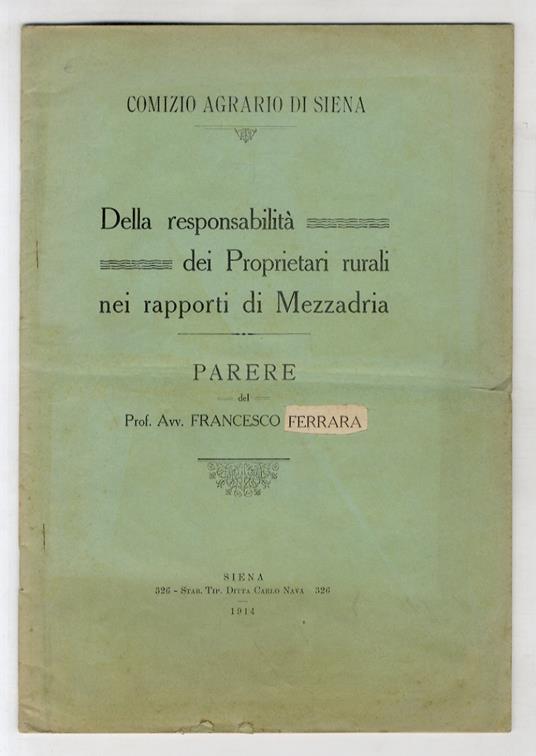 COMIZIO AGRARIO DI SIENA
Della responsabilità
dei Proprietari rurali
nei rapporti di Mezzadria
PARERE
del
Prof. Avv. FRANCESCO FERRARA
SIENA
326 - Stab. Tip. Ditta Carlo Nava 326
1914